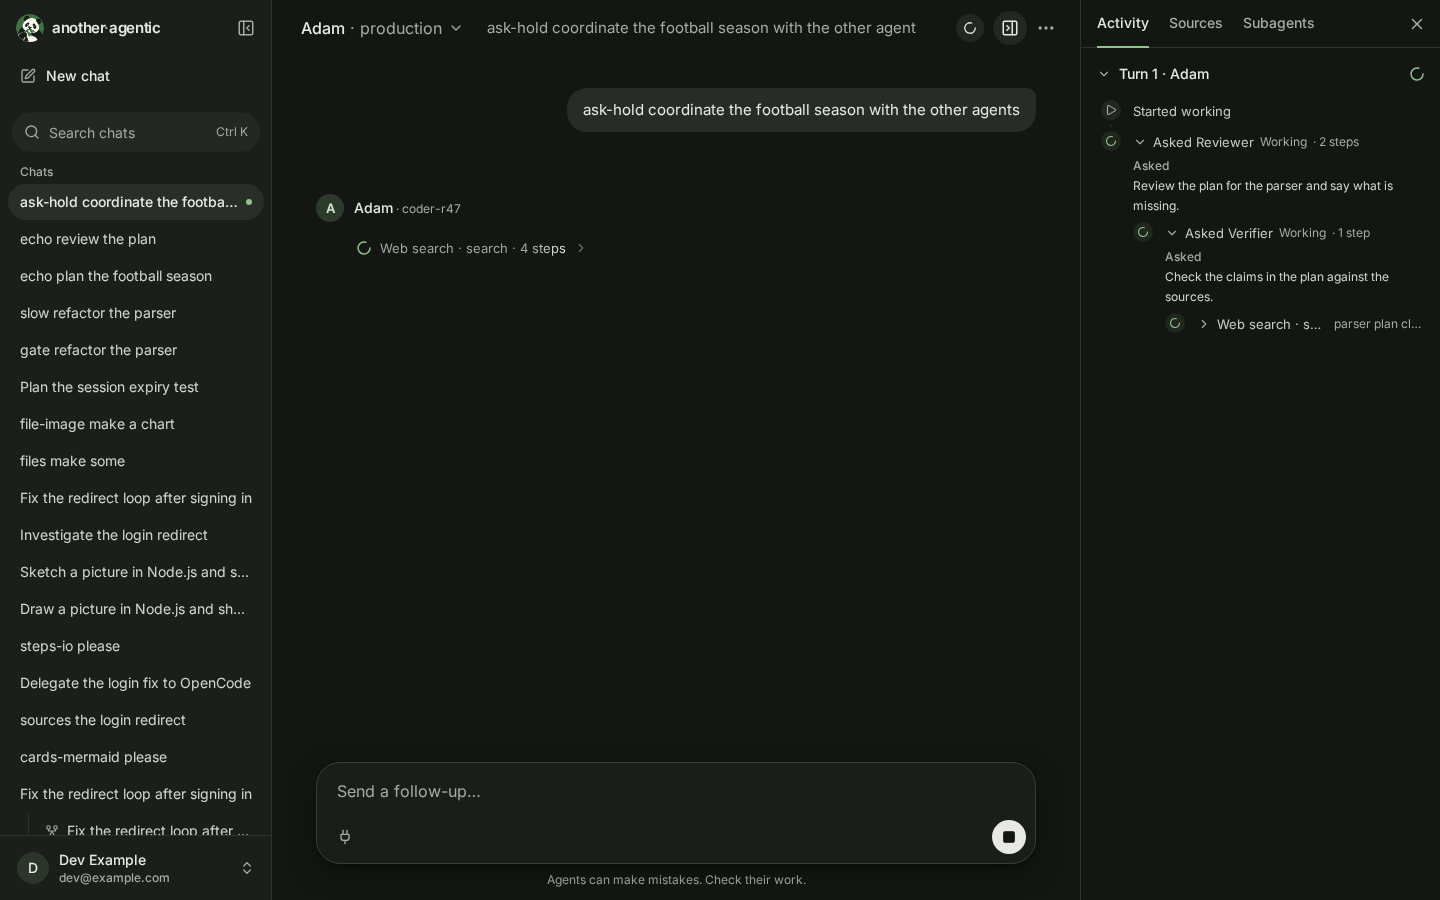 another·agentic
New chat
Search chats Ctrl K
Chats
ask-hold coordinate the footba...
echo review the plan
echo plan the football season
slow refactor the parser
gate refactor the parser
Plan the session expiry test
file-image make a chart
files make some
Fix the redirect loop after signing in
Investigate the login redirect
Sketch a picture in Node.js and s...
Draw a picture in Node.js and sh...
steps-io please
Delegate the login fix to OpenCode
sources the login redirect
cards-mermaid please
Fix the redirect loop after signing in
Fix the redirect loop after ...
D
Dev Example
dev@example.com
Adam · production
ask-hold coordinate the football season with the other agent
ask-hold coordinate the football season with the other agents
A
Adam · coder-r47
Web search · search · 4 steps
Send a follow-up...
Agents can make mistakes. Check their work.
Activity Sources Subagents
Turn 1 · Adam
Started working
Asked Reviewer Working · 2 steps
Asked
Review the plan for the parser and say what is
missing.
Asked Verifier Working · 1 step
Asked
Check the claims in the plan against the
sources.
Web search · s... parser plan cl...